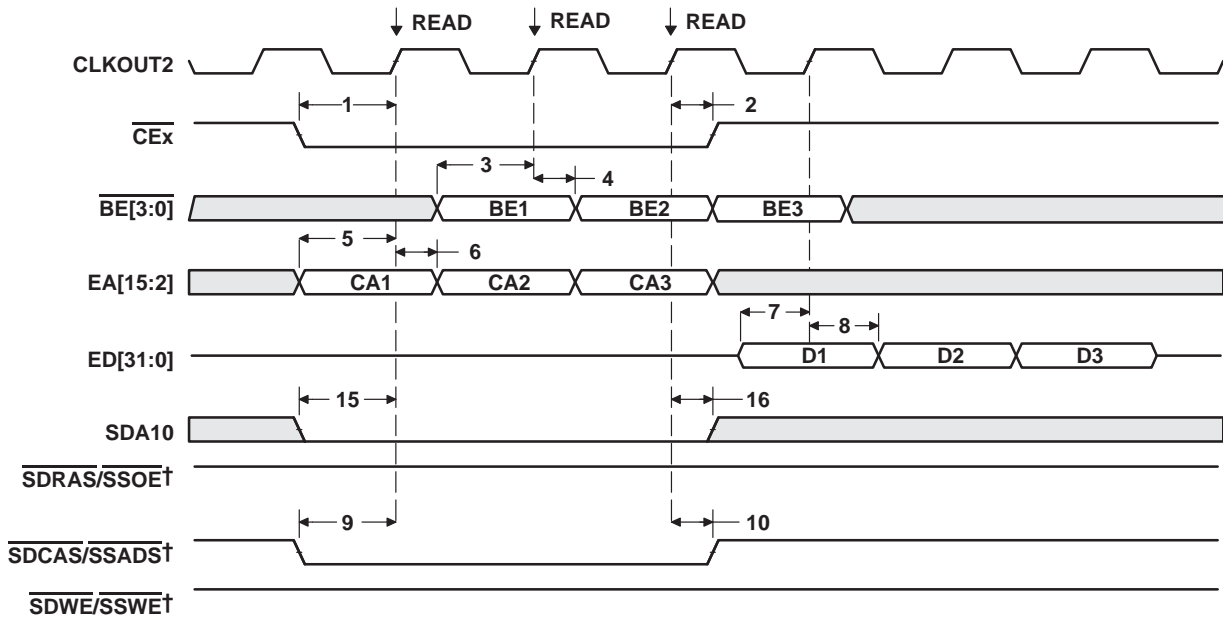 READ READ READ
CLKOUT2
1 2
CEx
3 4
BE[3:0] BE1 BE2 BE3
5 6
EA[15:2] CA1 CA2 CA3
7 8
ED[31:0] D1 D2 D3
15 16
SDA10
SDRAS/SSOE†
9 10
SDCAS/SSADS†
SDWE/SSWE†